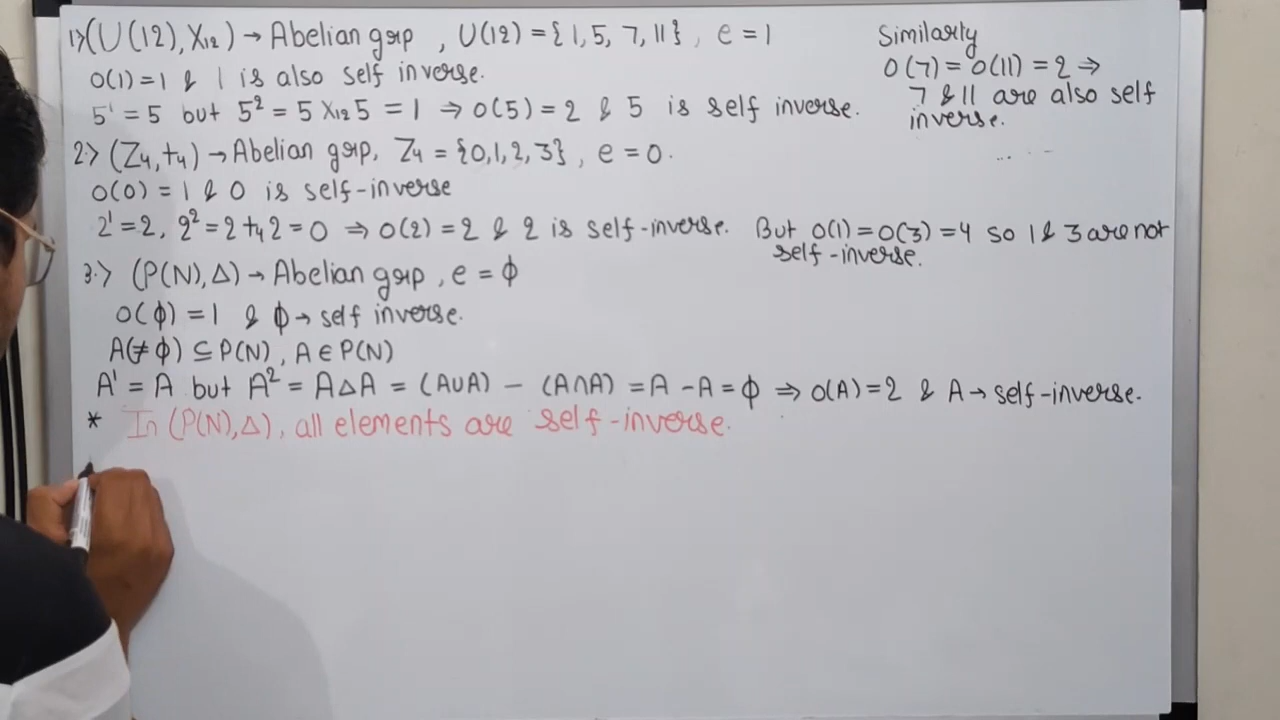 1⟩ (U(12), X₁₂) → Abelian grp , U(12) = {1, 5, 7, 11} , e = 1
O(1) = 1 & 1 is also self inverse.
5¹ = 5 but 5² = 5 X₁₂ 5 = 1 ⇒ O(5) = 2 & 5 is self inverse.
Similarly
O(7) = O(11) = 2 ⇒
7 & 11 are also self
inverse.
2.⟩ (Z₄, +₄) → Abelian grp, Z₄ = {0,1,2,3} , e = 0.
O(0) = 1 & 0 is self-inverse
2¹ = 2, 2² = 2 +₄ 2 = 0 ⇒ O(2) = 2 & 2 is self-inverse. But O(1) = O(3) = 4 so 1 & 3 are not
self-inverse.
3.⟩ (P(N), Δ) → Abelian grp , e = ϕ
O(ϕ) = 1 & ϕ → self inverse.
A(≠ ϕ) ⊆ P(N) , A ∈ P(N)
A¹ = A but A² = A Δ A = (A∪A) − (A∩A) = A − A = ϕ ⇒ O(A) = 2 & A → self-inverse.
* In (P(N), Δ), all elements are self-inverse.